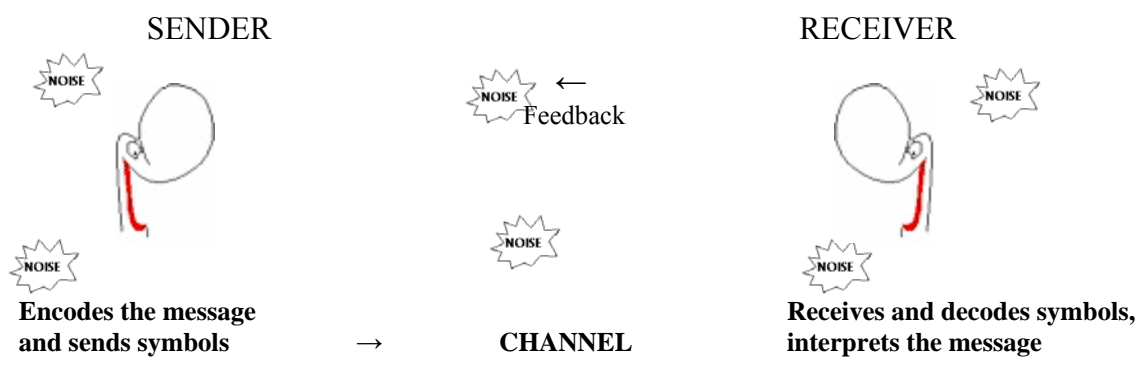 SENDER
RECEIVER
NOISE
NOISE
←
NOISE
Feedback
NOISE
NOISE
NOISE
Encodes the message
and sends symbols
→
CHANNEL
Receives and decodes symbols,
interprets the message